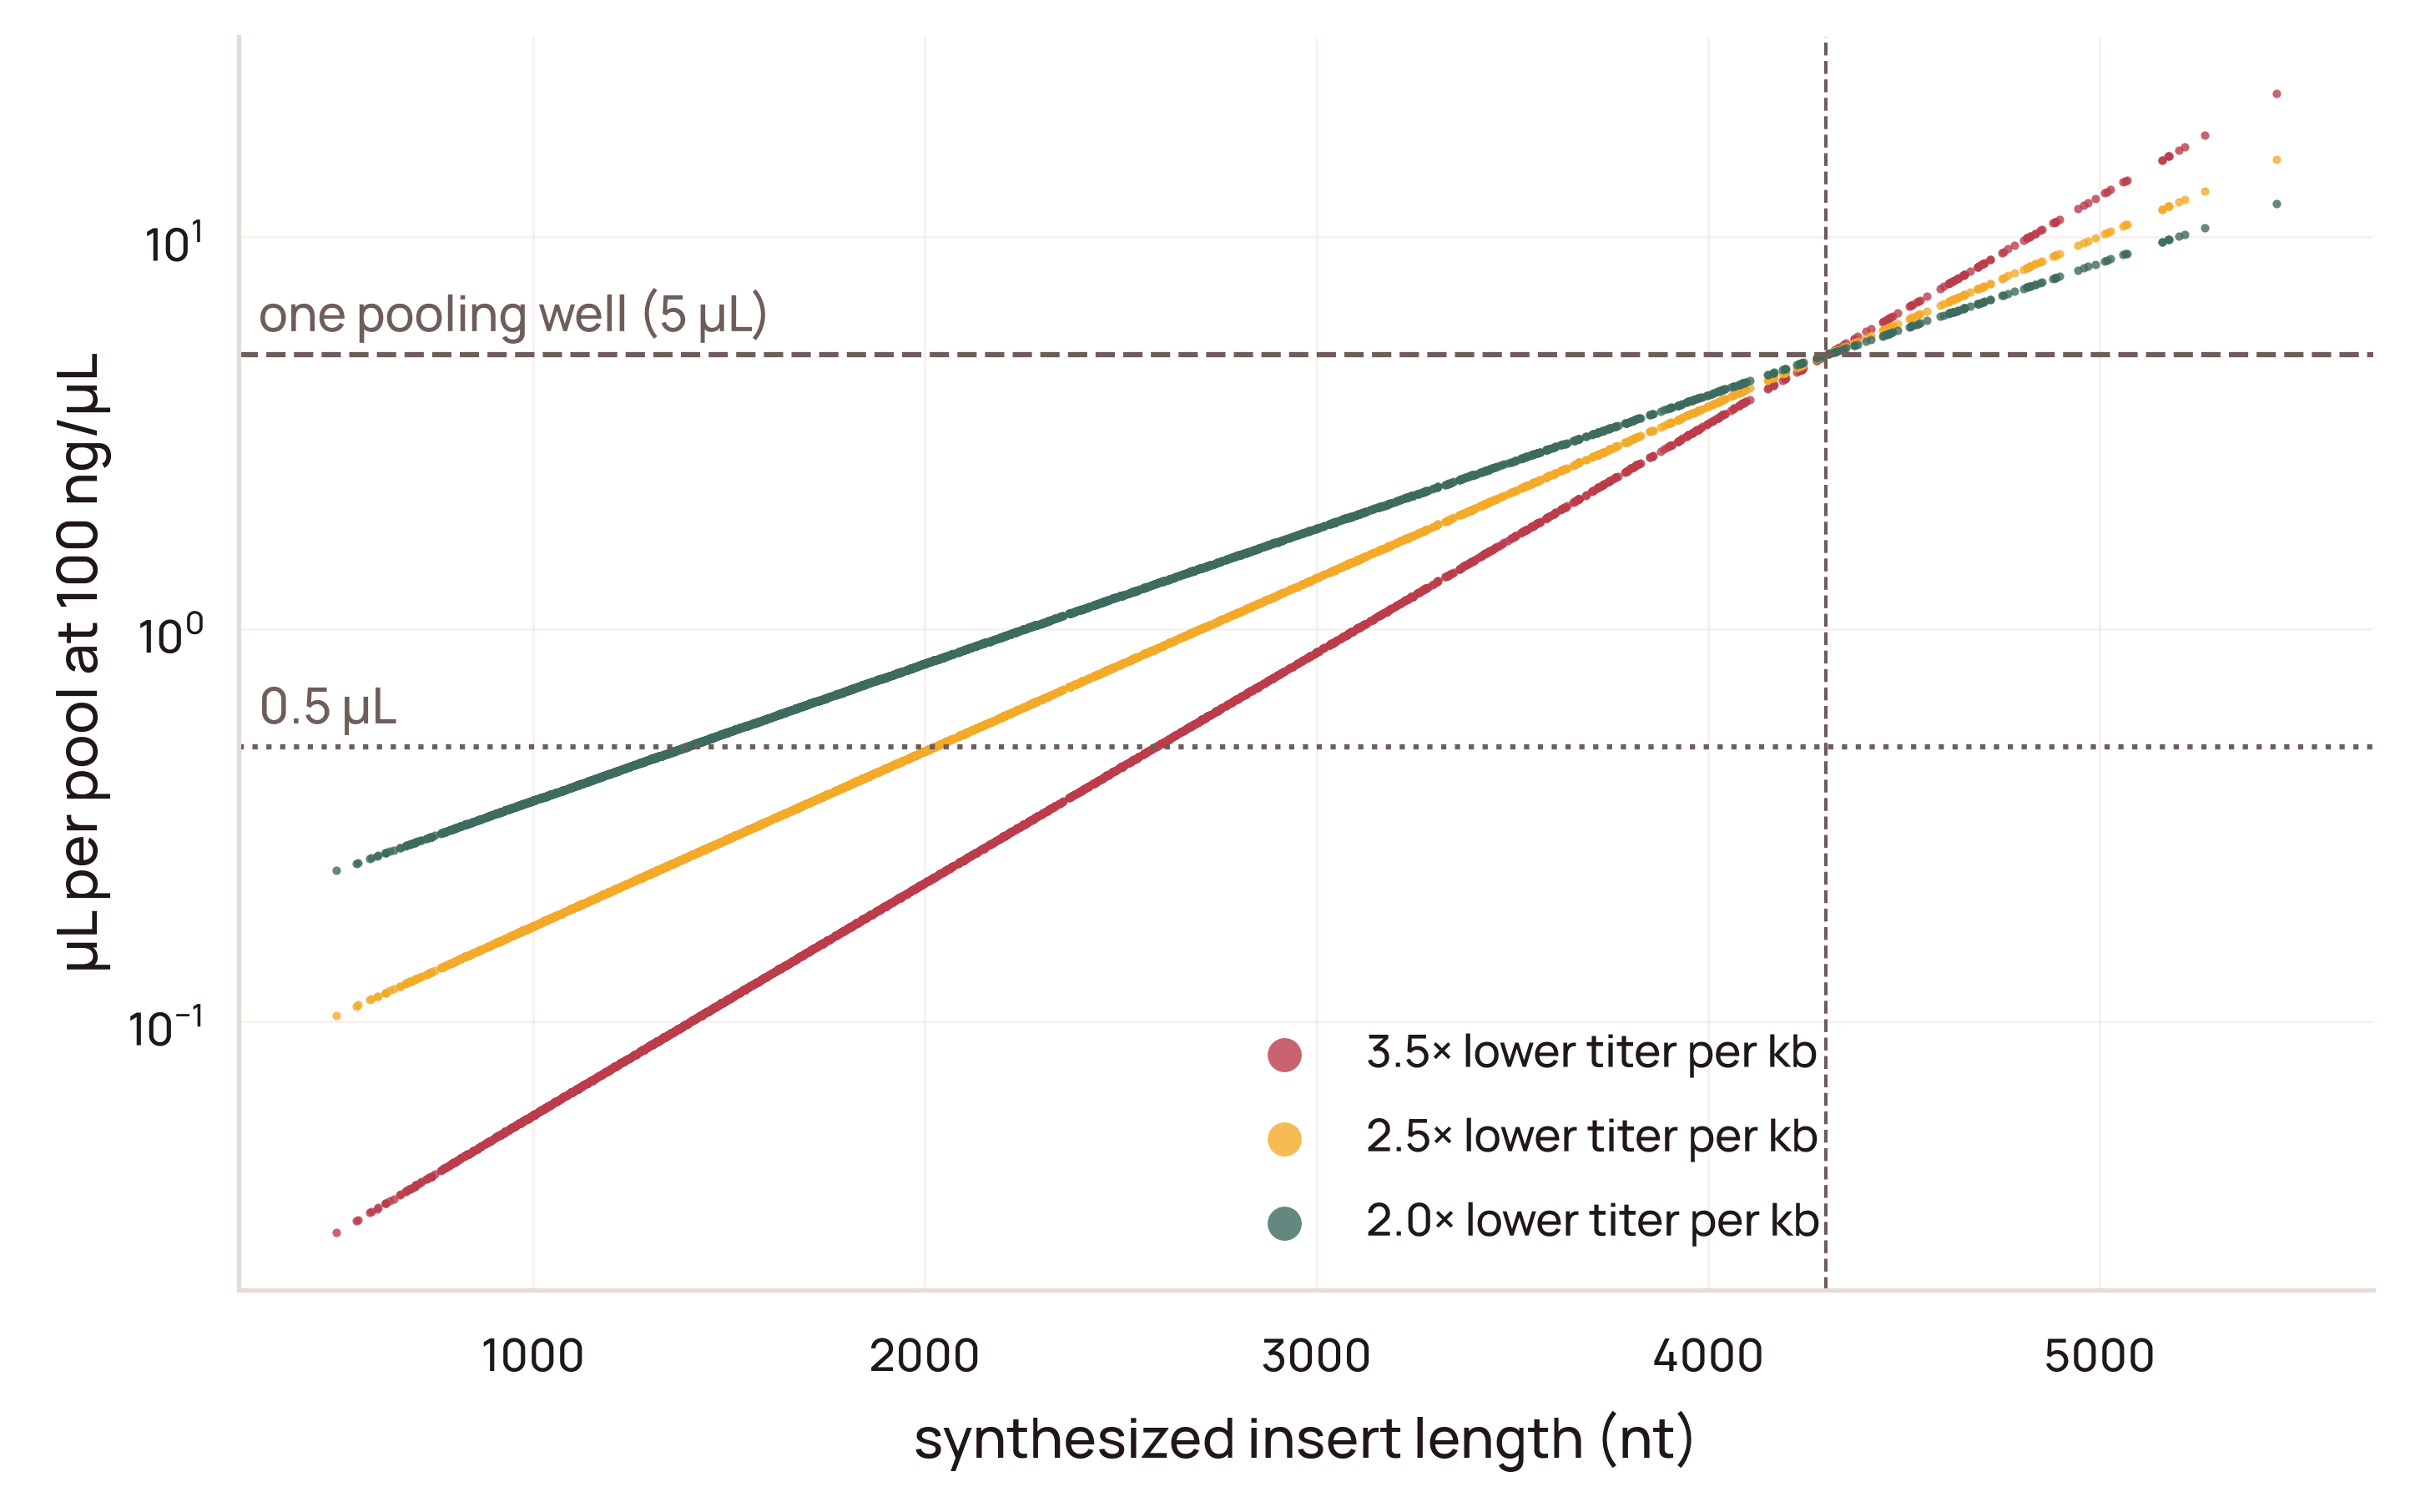 µL per pool at 100 ng/µL
10¹
one pooling well (5 µL)
10⁰
0.5 µL
10⁻¹
3.5× lower titer per kb
2.5× lower titer per kb
2.0× lower titer per kb
1000 2000 3000 4000 5000
synthesized insert length (nt)